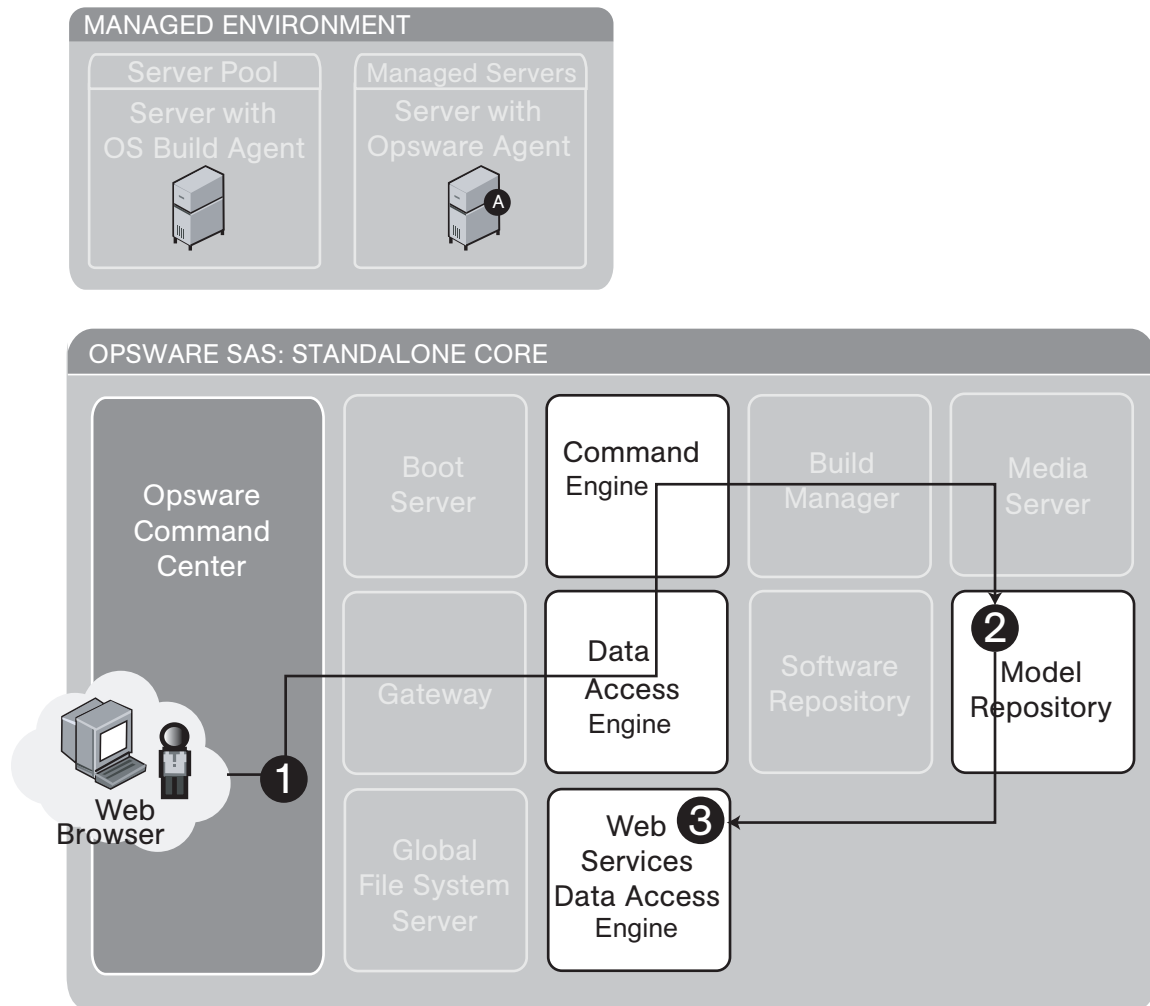 MANAGED ENVIRONMENT
Server Pool
Server with
OS Build Agent
Managed Servers
Server with
Opsware Agent
A
OPSWARE SAS: STANDALONE CORE
Opsware
Command
Center
Boot
Server
Command
Engine
Build
Manager
Media
Server
Gateway
Data
Access
Engine
Software
Repository
2
Model
Repository
1
Web
Browser
Global
File System
Server
Web 3
Services
Data Access
Engine